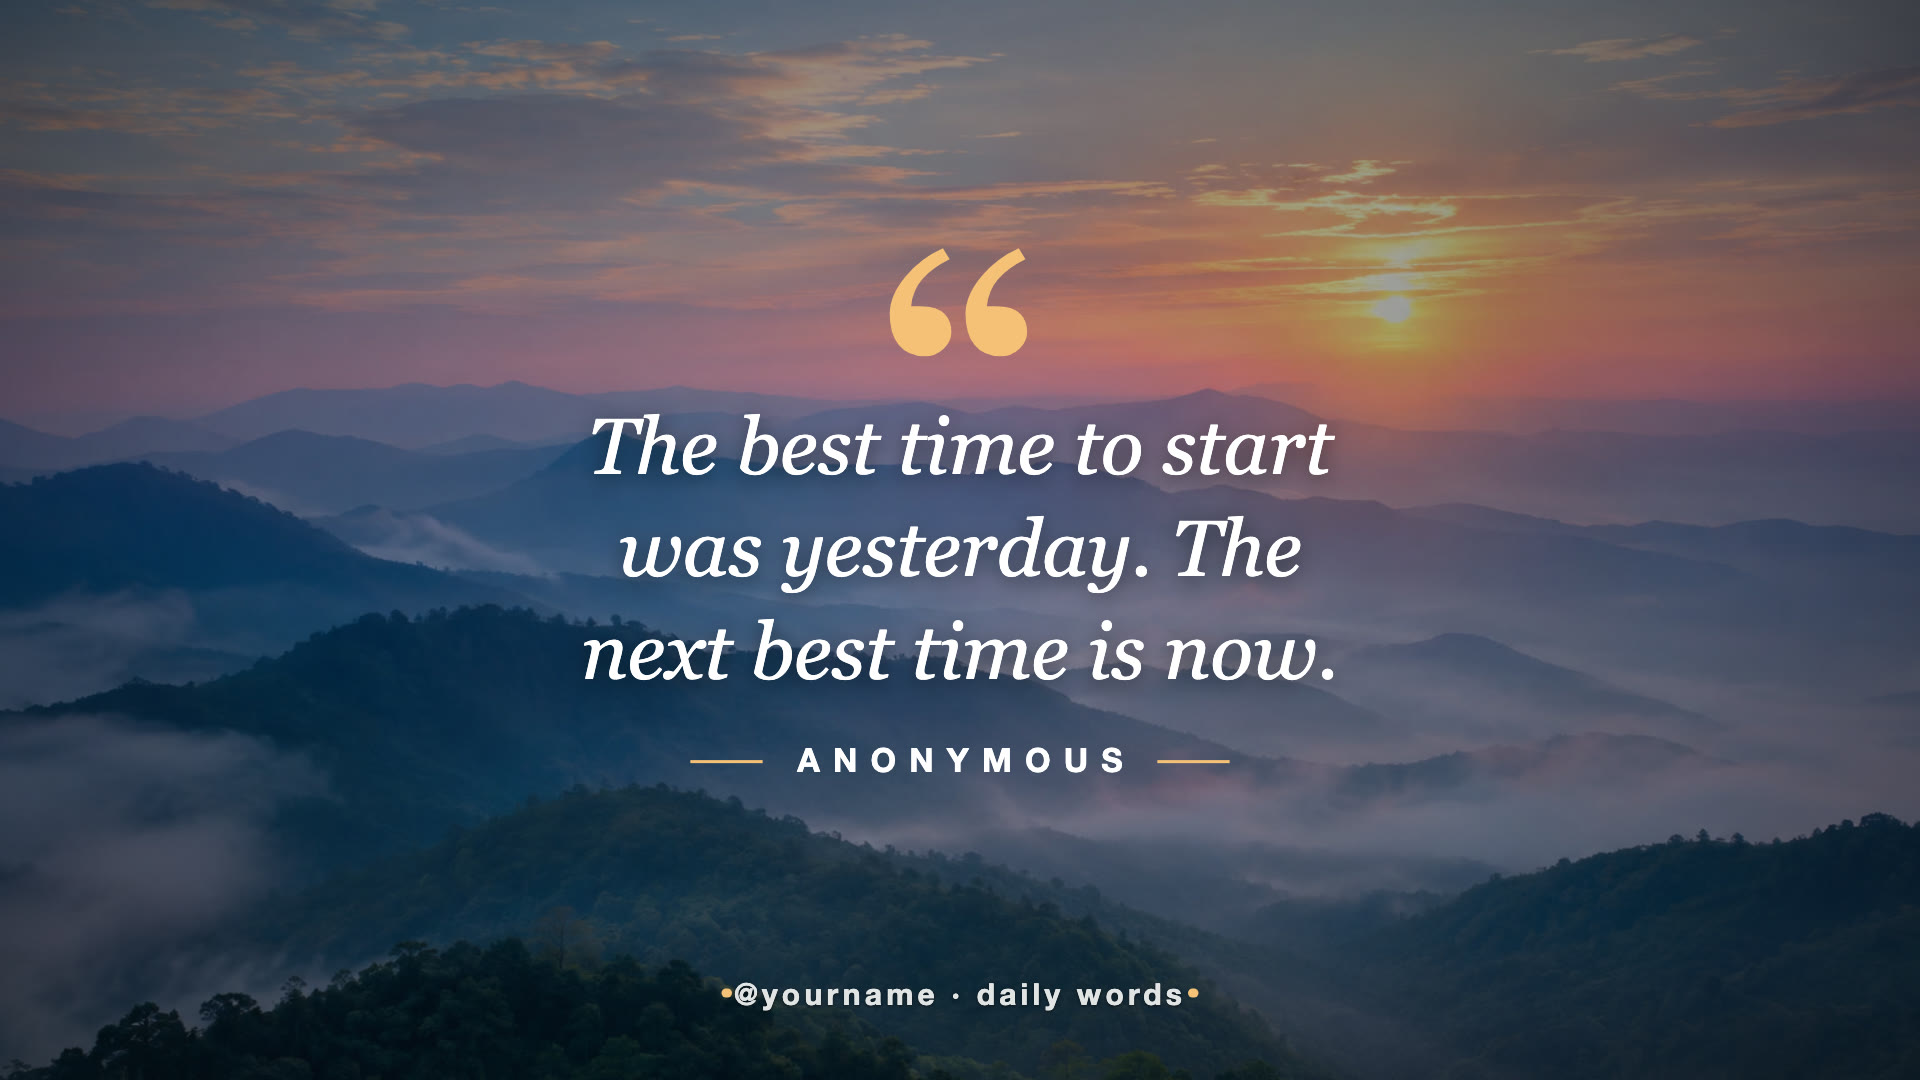 “
The best time to start
was yesterday. The
next best time is now.
ANONYMOUS
•@yourname · daily words•